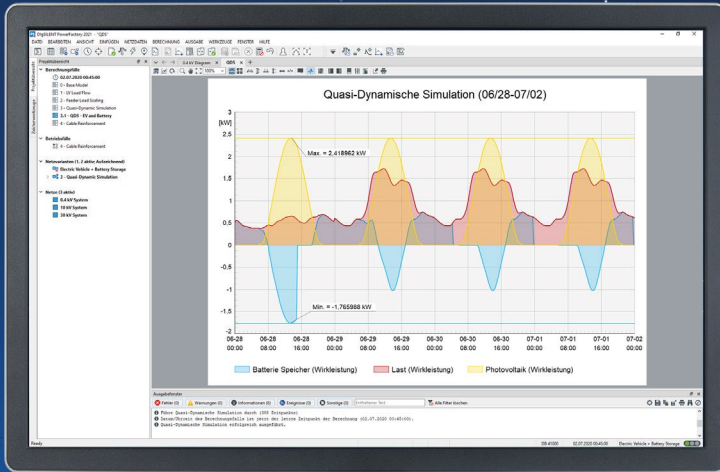 DIgSILENT PowerFactory 2021 - "QDS"
DATEI BEARBEITEN ANSICHT EINFÜGEN NETZDATEN BERECHNUNG AUSGABE WERKZEUGE FENSTER HILFE
Projektübersicht
Berechnungsfälle
02.07.2020 00:45:00
0 - Base Model
1 - LV Load Flow
2 - Feeder Load Scaling
3 - Quasi-Dynamic Simulation
3.1 - QDS - EV and Battery
4 - Cable Reinforcement
Betriebsfälle
4 - Cable Reinforcement
Netzvarianten (1, 2 aktiv; Aufzeichnend)
Electric Vehicle + Battery Storage
2 - Quasi-Dynamic Simulation
Netze (3 aktiv)
0.4 kV System
10 kV System
30 kV System
0.4 kV Diagram
QDS
100%
Quasi-Dynamische Simulation (06/28-07/02)
[kW]
3
2.5
2
1.5
1
0.5
0
-0.5
-1
-1.5
-2
Max. = 2,418962 kW
Min. = -1,765988 kW
06-28 06-28 06-28 06-29 06-29 06-29 06-30 06-30 06-30 07-01 07-01 07-01 07-02
00:00 08:00 16:00 00:00 08:00 16:00 00:00 08:00 16:00 00:00 08:00 16:00 00:00
Batterie Speicher (Wirkleistung) Last (Wirkleistung) Photovoltaik (Wirkleistung)
Ausgabefenster
Fehler (0) Warnungen (0) Informationen (0) Ereignisse (0) Sonstige (0) Enthaltener Text Alle Filter löschen
Quasi-Dynamische Simulation erfolgreich ausgeführt.
Ready
02.07.2020 00:45:00 Electric Vehicle + Battery Storage